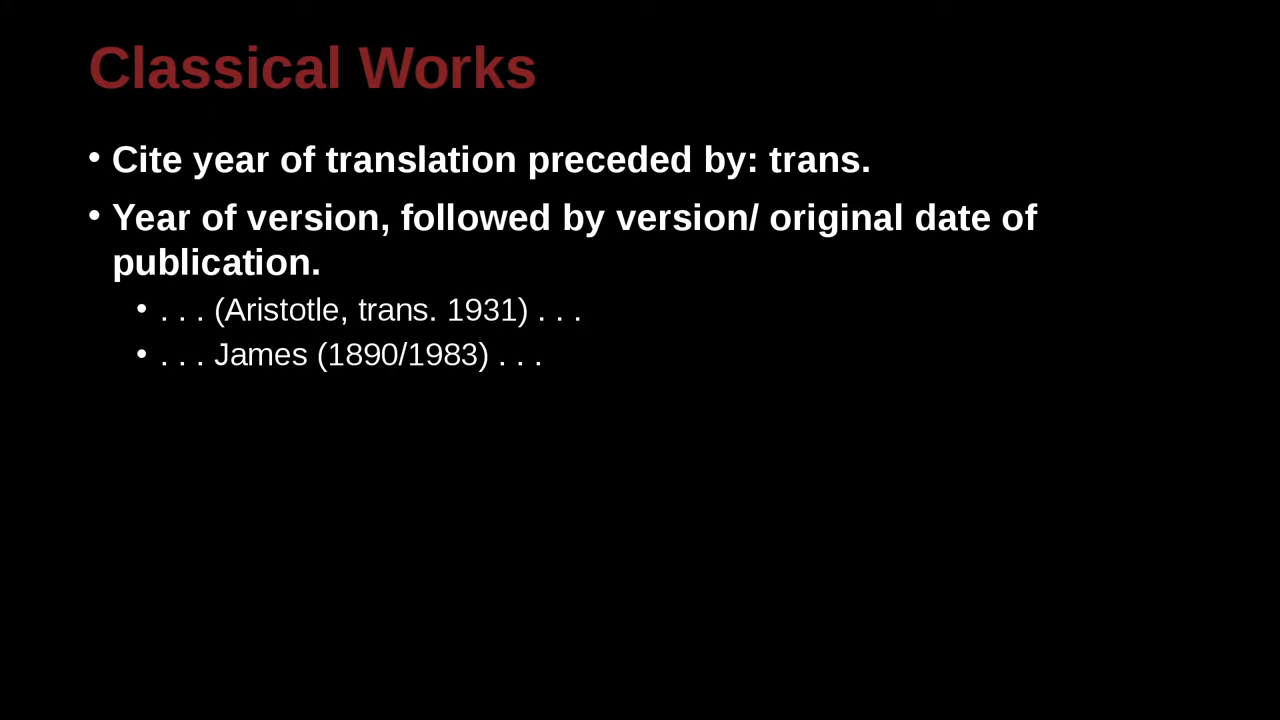 Classical Works
• Cite year of translation preceded by: trans.
• Year of version, followed by version/ original date of
publication.
• . . . (Aristotle, trans. 1931) . . .
• . . . James (1890/1983) . . .